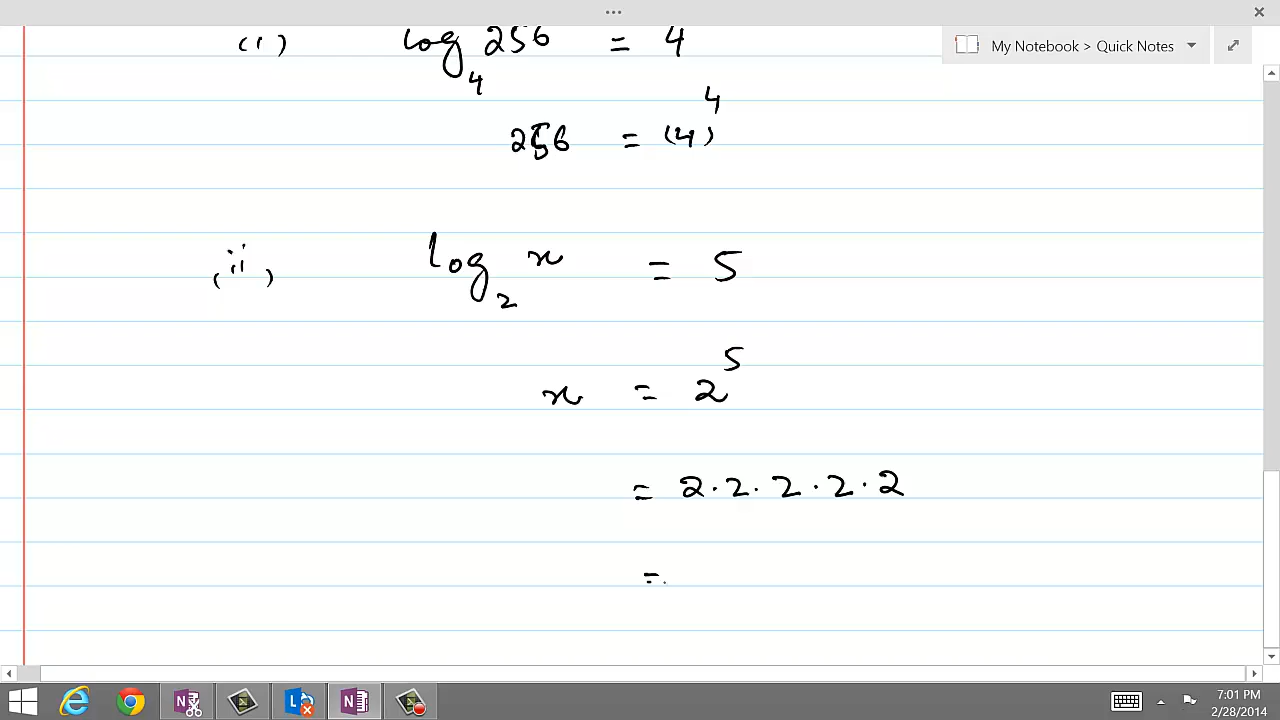 (i) log₄ 256 = 4
My Notebook > Quick Notes
256 = (4)⁴
(ii) log₂ x = 5
x = 2⁵
= 2 · 2 · 2 · 2 · 2
=
7:01 PM
2/28/2014